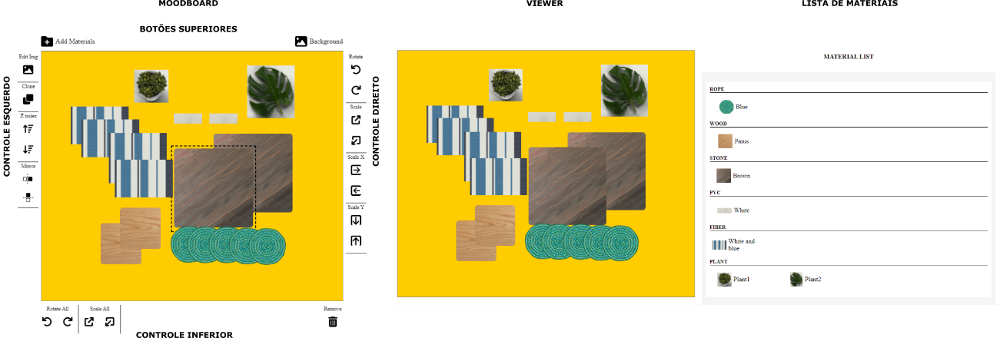 MOODBOARD
VIEWER
LISTA DE MATERIAIS
BOTÕES SUPERIORES
Add Materials
Background
CONTROLE ESQUERDO
Edit Img
Clone
Z index
Mirror
Rotate
Scale
Scale X
Scale Y
CONTROLE DIREITO
Rotate All
Scale All
Remove
CONTROLE INFERIOR
MATERIAL LIST
ROPE
Blue
WOOD
Pinus
STONE
Brown
PVC
White
FIBER
White and
blue
PLANT
Plant1
Plant2